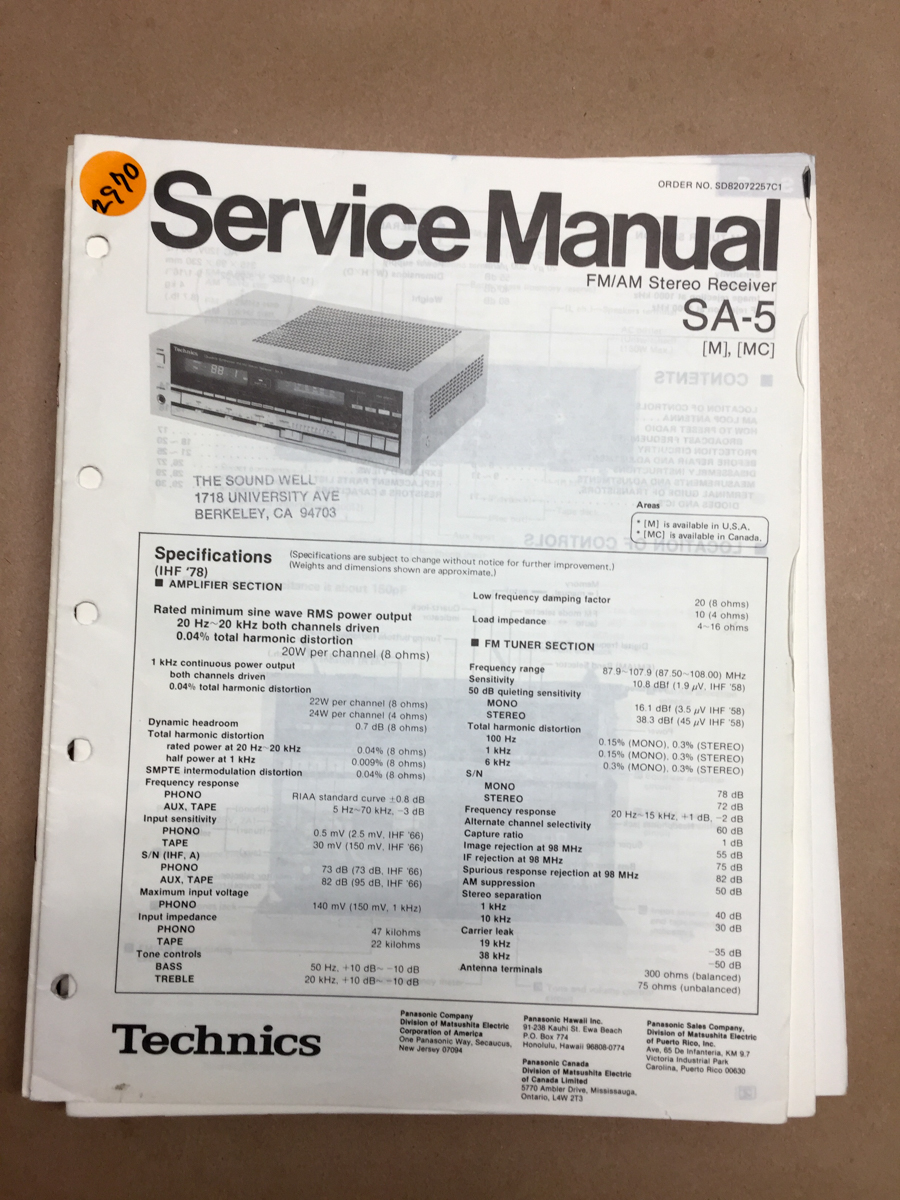 2970
ORDER NO. SD82072257C1
Service Manual
FM/AM Stereo Receiver
SA-5
[M], [MC]
Technics
THE SOUND WELL
1718 UNIVERSITY AVE
BERKELEY, CA 94703
Areas
* [M] is available in U.S.A.
* [MC] is available in Canada.
Specifications (Specifications are subject to change without notice for further improvement.)
(IHF '78) (Weights and dimensions shown are approximate.)
■ AMPLIFIER SECTION
Rated minimum sine wave RMS power output
20 Hz~20 kHz both channels driven
0.04% total harmonic distortion
20W per channel (8 ohms)
1 kHz continuous power output
both channels driven
0.04% total harmonic distortion
22W per channel (8 ohms)
24W per channel (4 ohms)
Dynamic headroom 0.7 dB (8 ohms)
Total harmonic distortion
rated power at 20 Hz~20 kHz 0.04% (8 ohms)
half power at 1 kHz 0.009% (8 ohms)
SMPTE intermodulation distortion 0.04% (8 ohms)
Frequency response
PHONO RIAA standard curve ±0.8 dB
AUX, TAPE 5 Hz~70 kHz, −3 dB
Input sensitivity
PHONO 0.5 mV (2.5 mV, IHF '66)
TAPE 30 mV (150 mV, IHF '66)
S/N (IHF, A)
PHONO 73 dB (73 dB, IHF '66)
AUX, TAPE 82 dB (95 dB, IHF '66)
Maximum input voltage
PHONO 140 mV (150 mV, 1 kHz)
Input impedance
PHONO 47 kilohms
TAPE 22 kilohms
Tone controls
BASS 50 Hz, +10 dB~ −10 dB
TREBLE 20 kHz, +10 dB~ −10 dB
Low frequency damping factor 20 (8 ohms)
10 (4 ohms)
Load impedance 4~16 ohms
■ FM TUNER SECTION
Frequency range 87.9~107.9 (87.50~108.00) MHz
Sensitivity 10.8 dBf (1.9 µV, IHF '58)
50 dB quieting sensitivity
MONO 16.1 dBf (3.5 µV IHF '58)
STEREO 38.3 dBf (45 µV IHF '58)
Total harmonic distortion
100 Hz 0.15% (MONO), 0.3% (STEREO)
1 kHz 0.15% (MONO), 0.3% (STEREO)
6 kHz 0.3% (MONO), 0.3% (STEREO)
S/N
MONO 78 dB
STEREO 72 dB
Frequency response 20 Hz~15 kHz, +1 dB, −2 dB
Alternate channel selectivity 60 dB
Capture ratio 1 dB
Image rejection at 98 MHz 55 dB
IF rejection at 98 MHz 75 dB
Spurious response rejection at 98 MHz 82 dB
AM suppression 50 dB
Stereo separation
1 kHz 40 dB
10 kHz 30 dB
Carrier leak
19 kHz −35 dB
38 kHz −50 dB
Antenna terminals 300 ohms (balanced)
75 ohms (unbalanced)
Technics
Panasonic Company
Division of Matsushita Electric
Corporation of America
One Panasonic Way, Secaucus,
New Jersey 07094
Panasonic Hawaii Inc.
91-238 Kauhi St. Ewa Beach
P.O. Box 774
Honolulu, Hawaii 96808-0774
Panasonic Canada
Division of Matsushita Electric
of Canada Limited
5770 Ambler Drive, Mississauga,
Ontario, L4W 2T3
Panasonic Sales Company,
Division of Matsushita Electric
of Puerto Rico, Inc.
Ave, 65 De Infanteria, KM 9.7
Victoria Industrial Park
Carolina, Puerto Rico 00630